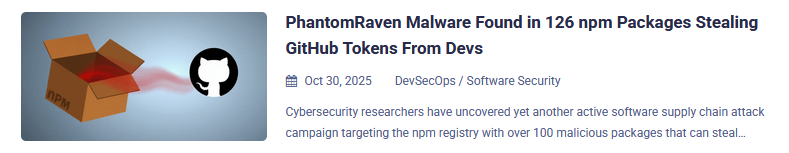 PhantomRaven Malware Found in 126 npm Packages Stealing
GitHub Tokens From Devs
Oct 30, 2025 DevSecOps / Software Security
Cybersecurity researchers have uncovered yet another active software supply chain attack
campaign targeting the npm registry with over 100 malicious packages that can steal…
npm